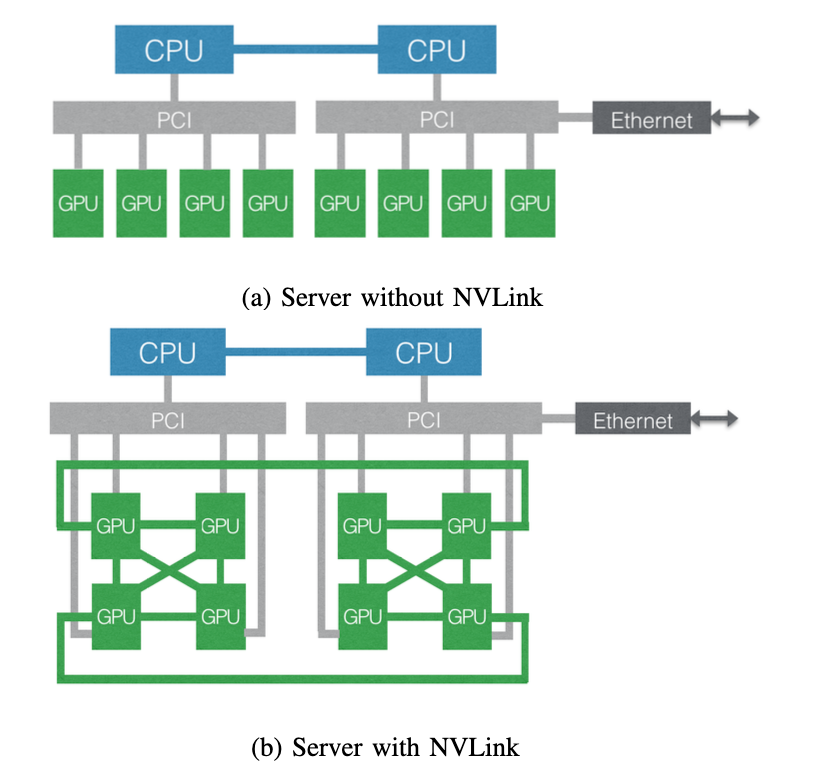 CPU CPU
PCI PCI Ethernet
GPU GPU GPU GPU GPU GPU GPU GPU
(a) Server without NVLink
CPU CPU
PCI PCI Ethernet
GPU GPU GPU GPU
GPU GPU GPU GPU
(b) Server with NVLink